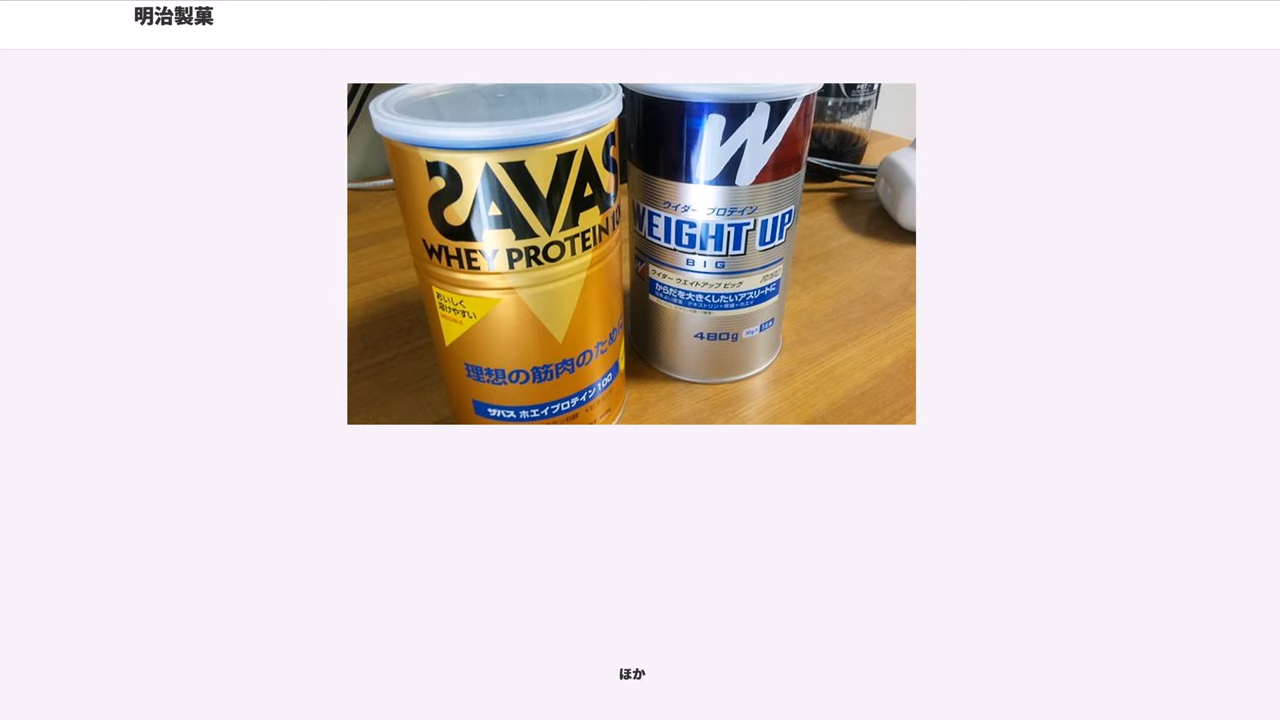 明治製菓
SAVAS
WHEY PROTEIN 10
おいしく
溶けやすい
理想の筋肉のため
ザバス ホエイプロテイン100
W
ウイダー プロテイン
WEIGHT UP
BIG
ウイダー ウエイトアップ ビッグ
からだを大きくしたいアスリートに
480g
ほか